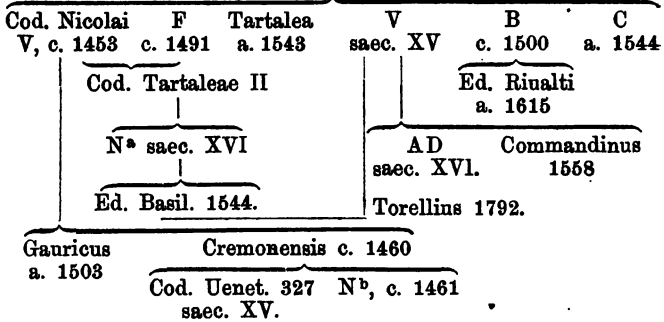 Cod. Nicolai F Tartalea V B C
V, c. 1453 c. 1491 a. 1543 saec. XV c. 1500 a. 1544
Cod. Tartaleae II Ed. Riualti
a. 1615
Nᵃ saec. XVI AD Commandinus
saec. XVI. 1558
Ed. Basil. 1544. Torellius 1792.
Gauricus Cremonensis c. 1460
a. 1503
Cod. Uenet. 327 Nᵇ, c. 1461
saec. XV.